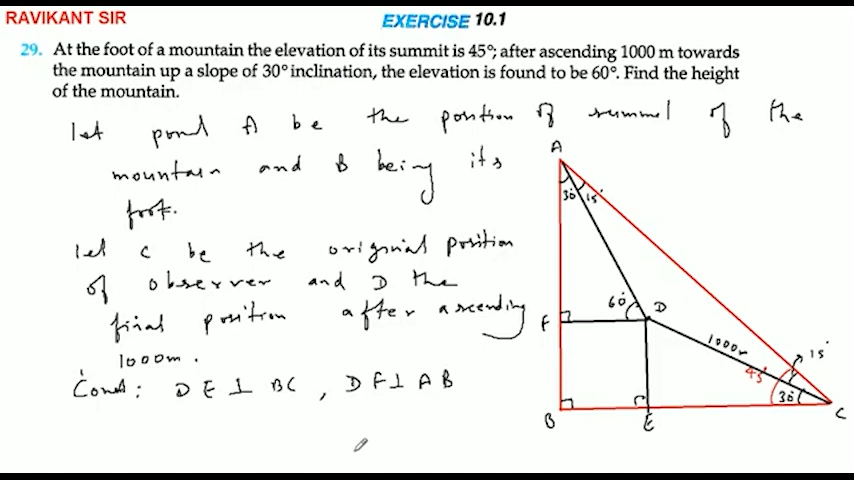 RAVIKANT SIR
EXERCISE 10.1
29. At the foot of a mountain the elevation of its summit is 45°; after ascending 1000 m towards
the mountain up a slope of 30° inclination, the elevation is found to be 60°. Find the height
of the mountain.
let point A be the position of summit of the
mountain and B being its
foot.
let C be the original position
of observer and D the
final position after ascending
1000m.
Const: DE ⊥ BC, DF ⊥ AB
A
30° 15°
60° D
F
1000m
15°
45°
30°
B E C